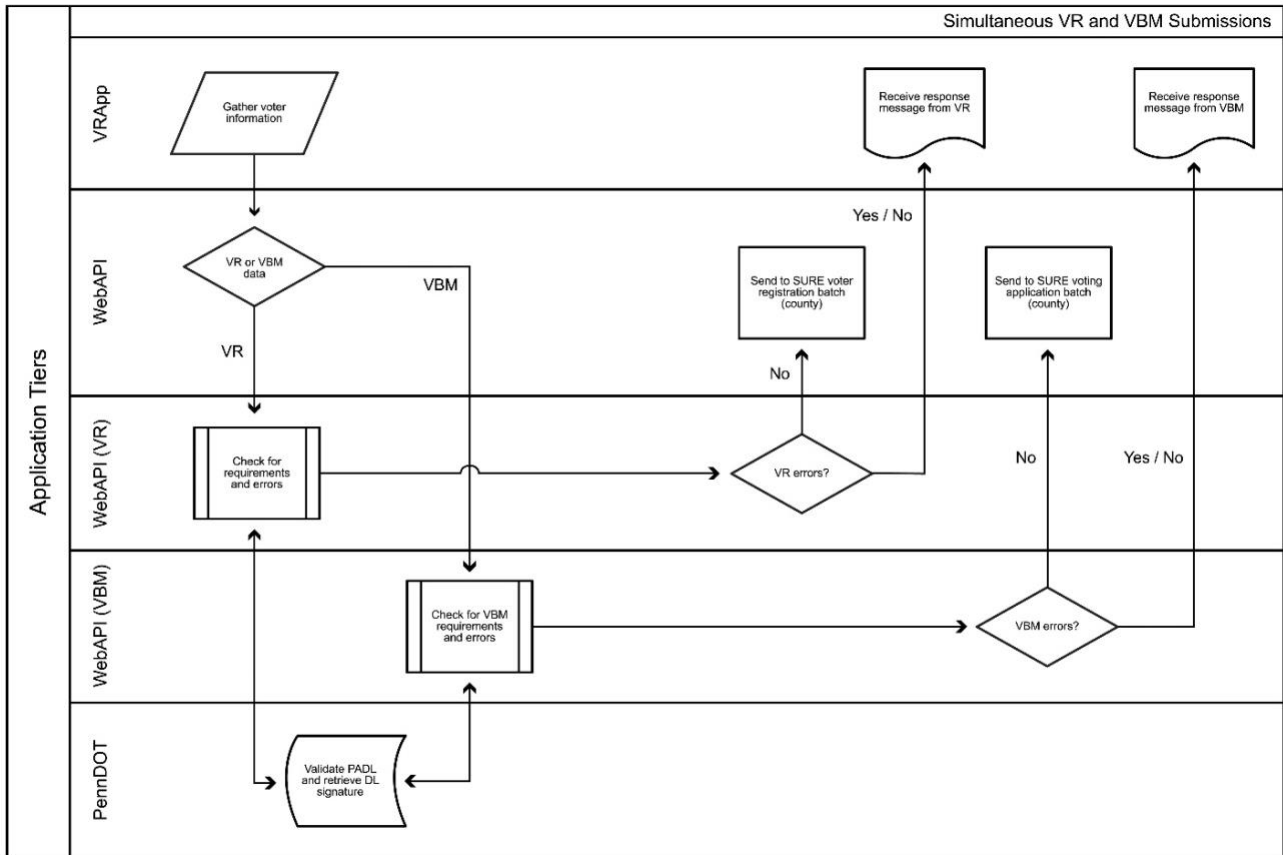 Simultaneous VR and VBM Submissions
Application Tiers
VRApp
Gather voter
information
Receive response
message from VR
Receive response
message from VBM
WebAPI
VR or VBM
data
VBM
VR
Send to SURE voter
registration batch
(county)
Send to SURE voting
application batch
(county)
Yes / No
No
WebAPI (VR)
Check for
requirements
and errors
VR errors?
No
Yes / No
WebAPI (VBM)
Check for VBM
requirements
and errors
VBM errors?
PennDOT
Validate PADL
and retrieve DL
signature